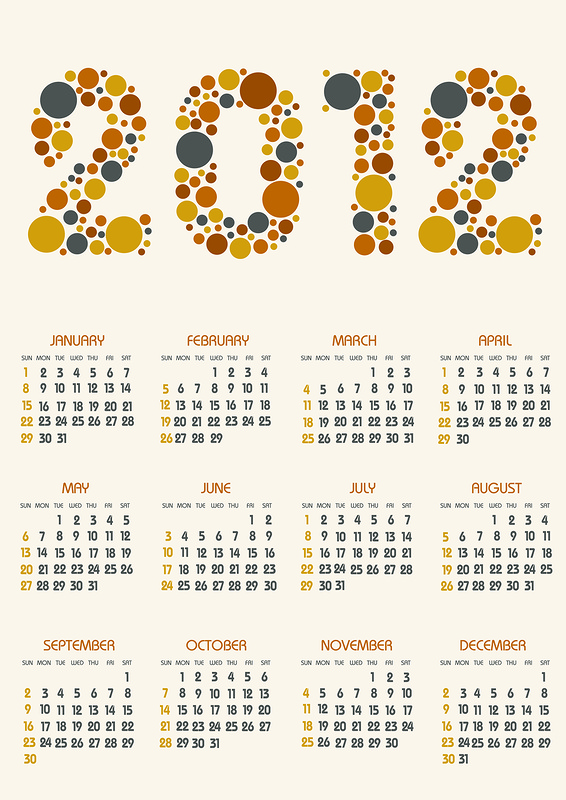 2012
JANUARY
SUN MON TUE WED THU FRI SAT
1 2 3 4 5 6 7
8 9 10 11 12 13 14
15 16 17 18 19 20 21
22 23 24 25 26 27 28
29 30 31
FEBRUARY
SUN MON TUE WED THU FRI SAT
1 2 3 4
5 6 7 8 9 10 11
12 13 14 15 16 17 18
19 20 21 22 23 24 25
26 27 28 29
MARCH
SUN MON TUE WED THU FRI SAT
1 2 3
4 5 6 7 8 9 10
11 12 13 14 15 16 17
18 19 20 21 22 23 24
25 26 27 28 29 30 31
APRIL
SUN MON TUE WED THU FRI SAT
1 2 3 4 5 6 7
8 9 10 11 12 13 14
15 16 17 18 19 20 21
22 23 24 25 26 27 28
29 30
MAY
SUN MON TUE WED THU FRI SAT
1 2 3 4 5
6 7 8 9 10 11 12
13 14 15 16 17 18 19
20 21 22 23 24 25 26
27 28 29 30 31
JUNE
SUN MON TUE WED THU FRI SAT
1 2
3 4 5 6 7 8 9
10 11 12 13 14 15 16
17 18 19 20 21 22 23
24 25 26 27 28 29 30
JULY
SUN MON TUE WED THU FRI SAT
1 2 3 4 5 6 7
8 9 10 11 12 13 14
15 16 17 18 19 20 21
22 23 24 25 26 27 28
29 30 31
AUGUST
SUN MON TUE WED THU FRI SAT
1 2 3 4
5 6 7 8 9 10 11
12 13 14 15 16 17 18
19 20 21 22 23 24 25
26 27 28 29 30 31
SEPTEMBER
SUN MON TUE WED THU FRI SAT
1
2 3 4 5 6 7 8
9 10 11 12 13 14 15
16 17 18 19 20 21 22
23 24 25 26 27 28 29
30
OCTOBER
SUN MON TUE WED THU FRI SAT
1 2 3 4 5 6
7 8 9 10 11 12 13
14 15 16 17 18 19 20
21 22 23 24 25 26 27
28 29 30 31
NOVEMBER
SUN MON TUE WED THU FRI SAT
1 2 3
4 5 6 7 8 9 10
11 12 13 14 15 16 17
18 19 20 21 22 23 24
25 26 27 28 29 30
DECEMBER
SUN MON TUE WED THU FRI SAT
1
2 3 4 5 6 7 8
9 10 11 12 13 14 15
16 17 18 19 20 21 22
23 24 25 26 27 28 29
30 31